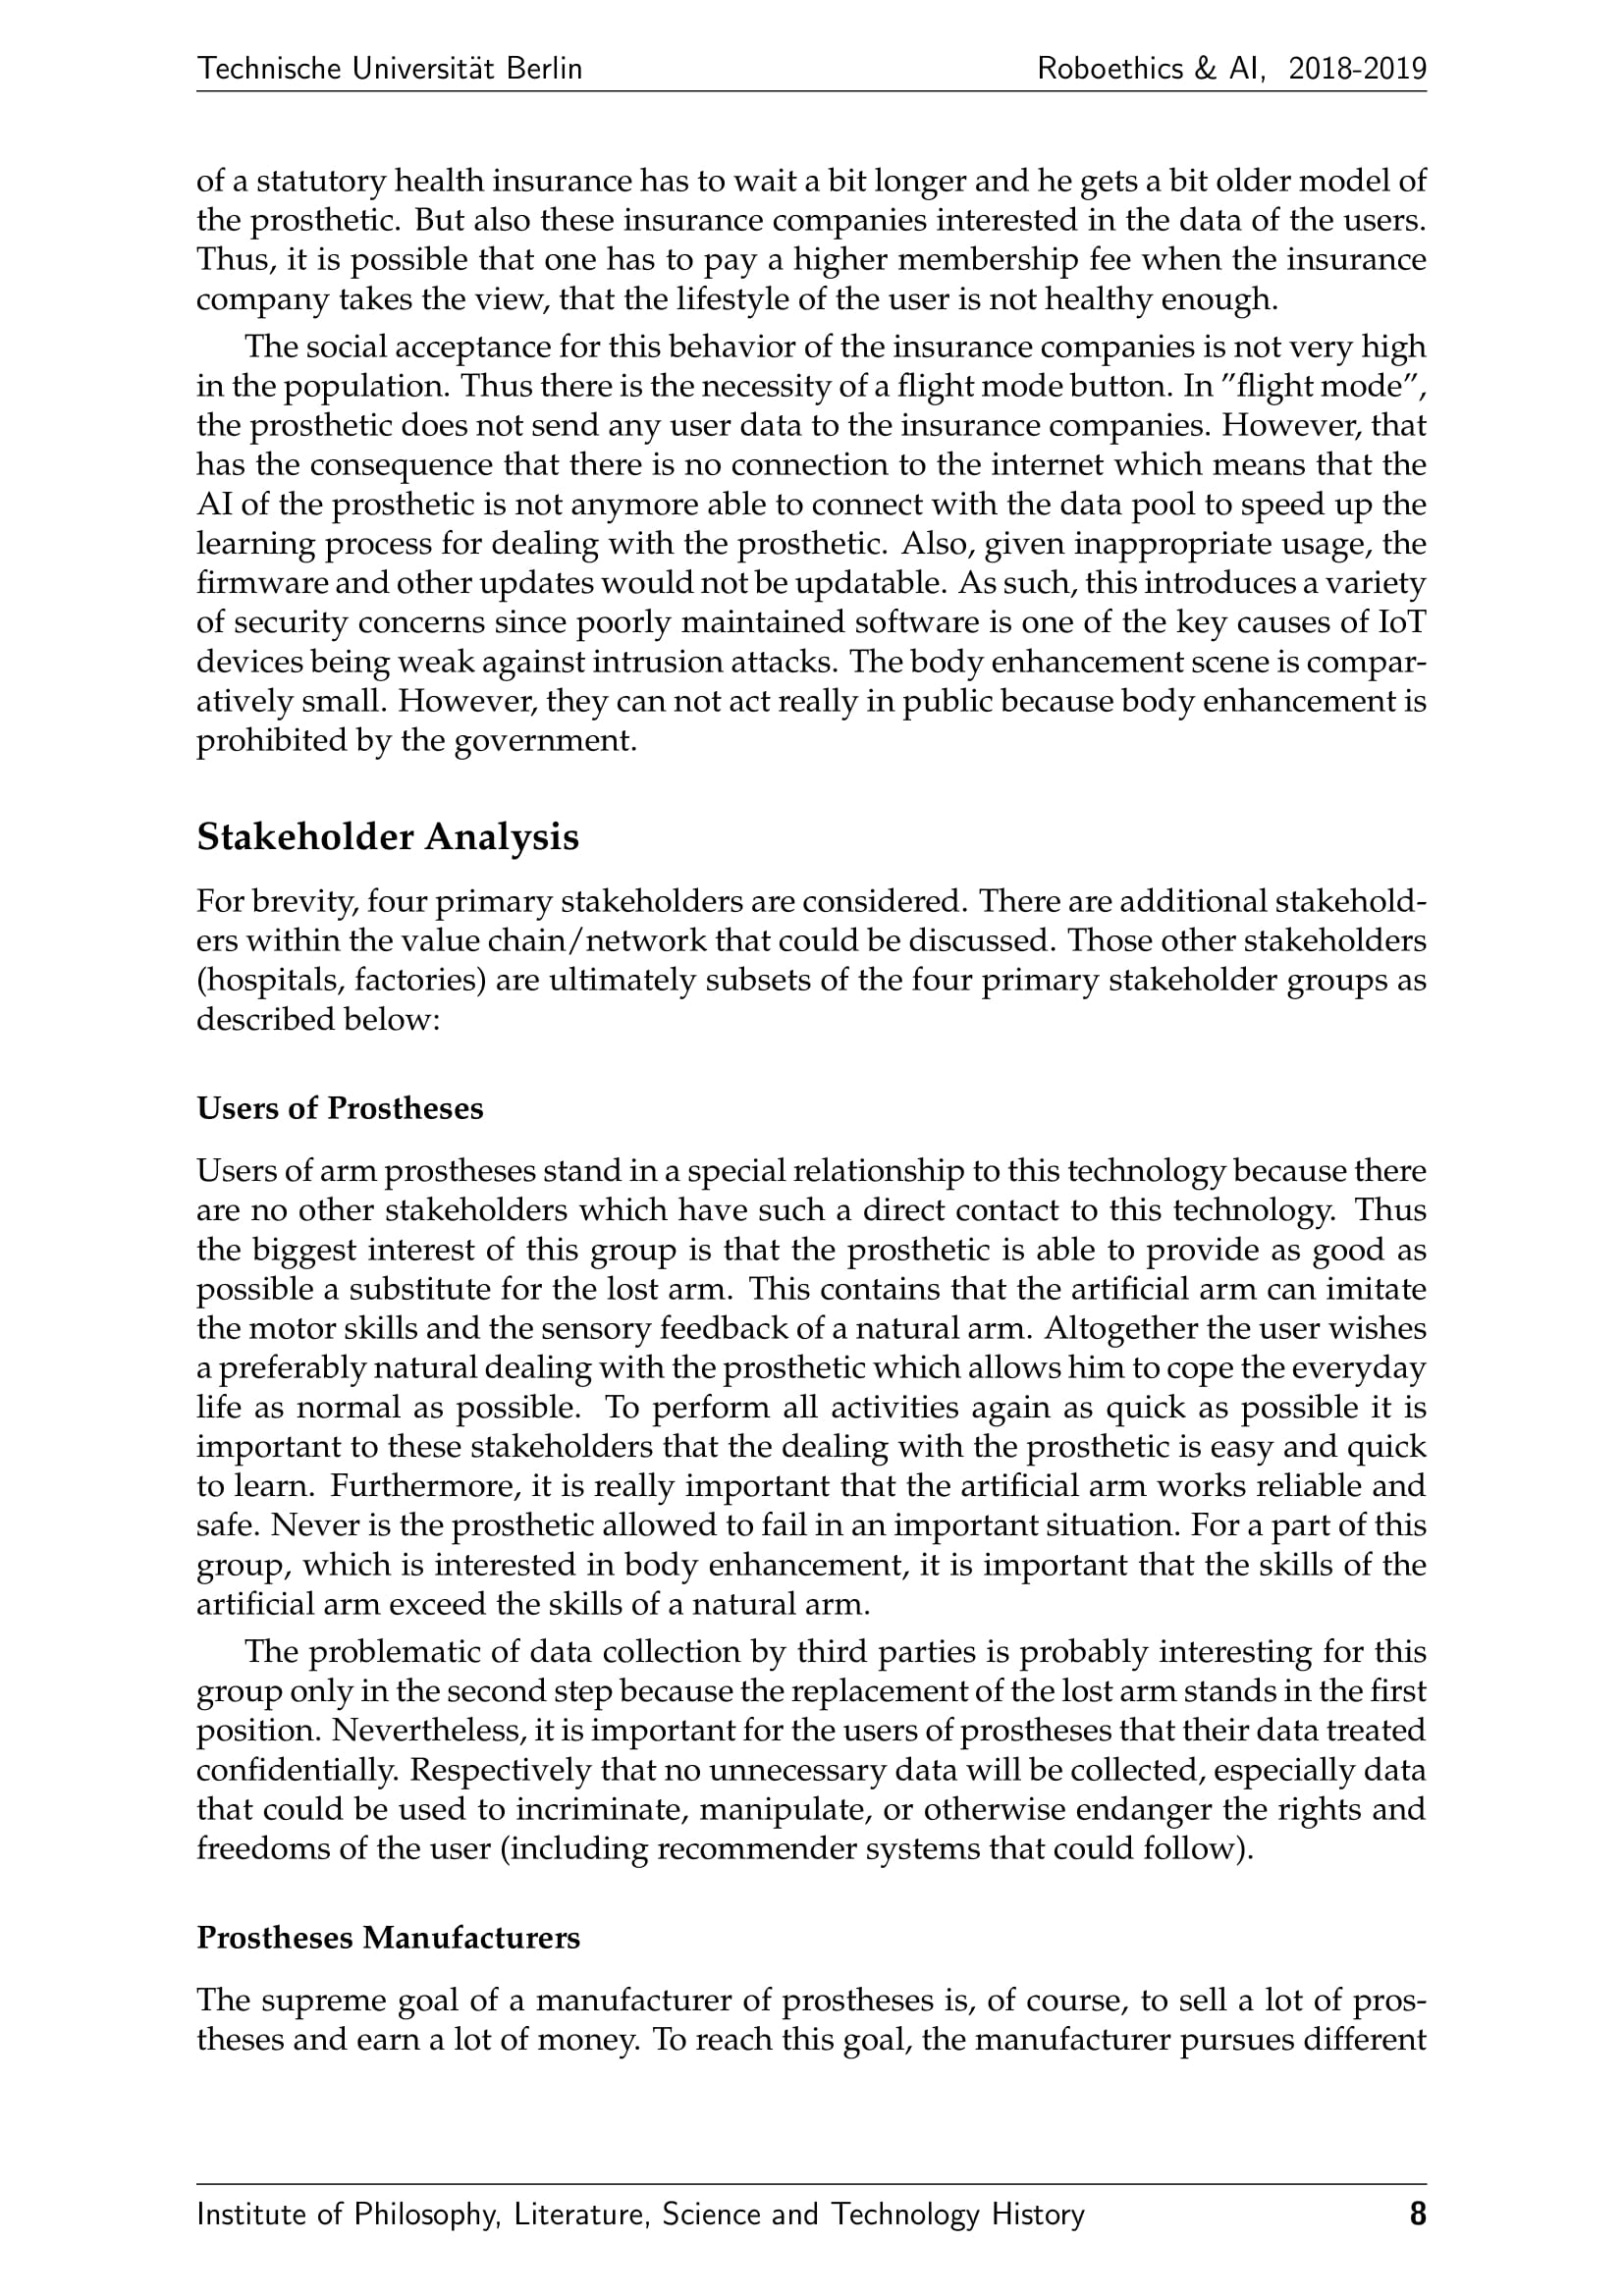 Technische Universität Berlin Roboethics & AI, 2018-2019
of a statutory health insurance has to wait a bit longer and he gets a bit older model of
the prosthetic. But also these insurance companies interested in the data of the users.
Thus, it is possible that one has to pay a higher membership fee when the insurance
company takes the view, that the lifestyle of the user is not healthy enough.
The social acceptance for this behavior of the insurance companies is not very high
in the population. Thus there is the necessity of a flight mode button. In ”flight mode”,
the prosthetic does not send any user data to the insurance companies. However, that
has the consequence that there is no connection to the internet which means that the
AI of the prosthetic is not anymore able to connect with the data pool to speed up the
learning process for dealing with the prosthetic. Also, given inappropriate usage, the
firmware and other updates would not be updatable. As such, this introduces a variety
of security concerns since poorly maintained software is one of the key causes of IoT
devices being weak against intrusion attacks. The body enhancement scene is compar-
atively small. However, they can not act really in public because body enhancement is
prohibited by the government.
Stakeholder Analysis
For brevity, four primary stakeholders are considered. There are additional stakehold-
ers within the value chain/network that could be discussed. Those other stakeholders
(hospitals, factories) are ultimately subsets of the four primary stakeholder groups as
described below:
Users of Prostheses
Users of arm prostheses stand in a special relationship to this technology because there
are no other stakeholders which have such a direct contact to this technology. Thus
the biggest interest of this group is that the prosthetic is able to provide as good as
possible a substitute for the lost arm. This contains that the artificial arm can imitate
the motor skills and the sensory feedback of a natural arm. Altogether the user wishes
a preferably natural dealing with the prosthetic which allows him to cope the everyday
life as normal as possible. To perform all activities again as quick as possible it is
important to these stakeholders that the dealing with the prosthetic is easy and quick
to learn. Furthermore, it is really important that the artificial arm works reliable and
safe. Never is the prosthetic allowed to fail in an important situation. For a part of this
group, which is interested in body enhancement, it is important that the skills of the
artificial arm exceed the skills of a natural arm.
The problematic of data collection by third parties is probably interesting for this
group only in the second step because the replacement of the lost arm stands in the first
position. Nevertheless, it is important for the users of prostheses that their data treated
confidentially. Respectively that no unnecessary data will be collected, especially data
that could be used to incriminate, manipulate, or otherwise endanger the rights and
freedoms of the user (including recommender systems that could follow).
Prostheses Manufacturers
The supreme goal of a manufacturer of prostheses is, of course, to sell a lot of pros-
theses and earn a lot of money. To reach this goal, the manufacturer pursues different
Institute of Philosophy, Literature, Science and Technology History 8